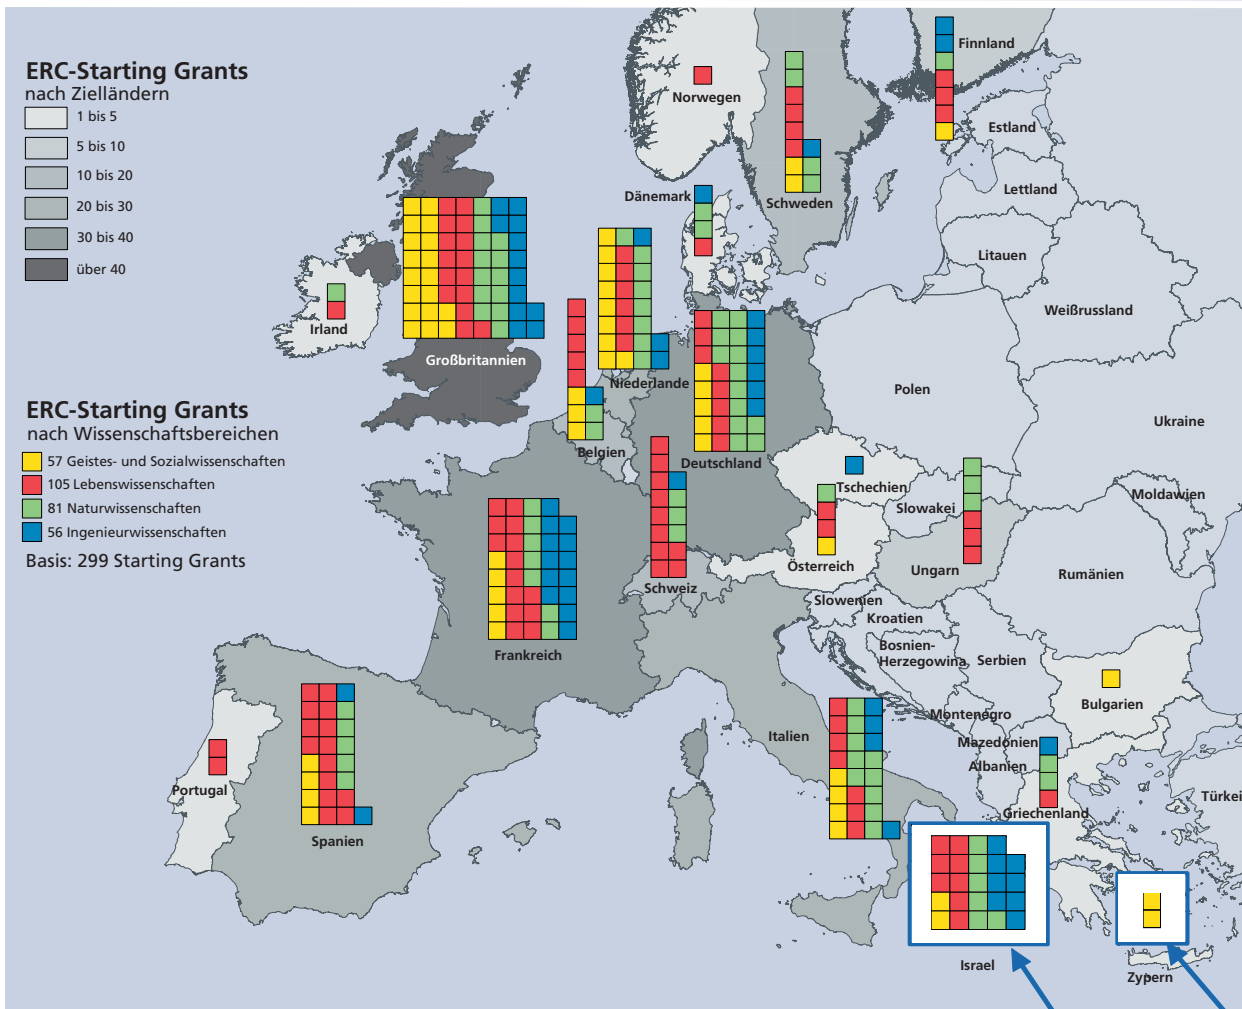 ERC-Starting Grants
nach Zielländern
1 bis 5
5 bis 10
10 bis 20
20 bis 30
30 bis 40
über 40
ERC-Starting Grants
nach Wissenschaftsbereichen
57 Geistes- und Sozialwissenschaften
105 Lebenswissenschaften
81 Naturwissenschaften
56 Ingenieurwissenschaften
Basis: 299 Starting Grants
Norwegen
Finnland
Estland
Schweden
Dänemark
Lettland
Litauen
Irland
Weißrussland
Großbritannien
Niederlande
Polen
Ukraine
Belgien
Deutschland
Tschechien
Moldawien
Slowakei
Österreich
Ungarn
Rumänien
Schweiz
Slowenien
Kroatien
Frankreich
Bosnien-
Herzegowina
Serbien
Bulgarien
Montenegro
Italien
Mazedonien
Albanien
Portugal
Türkei
Griechenland
Spanien
Israel
Zypern